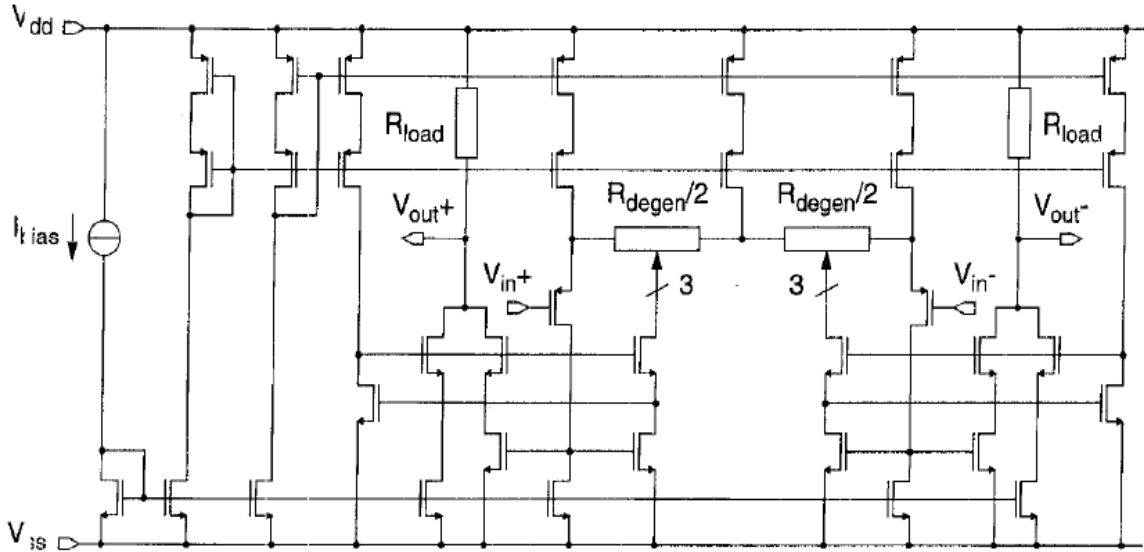 Vdd
Rload
Rload
Rdegen/2
Rdegen/2
Vout+
Vout-
Ibias
Vin+
3
3
Vin-
Vss